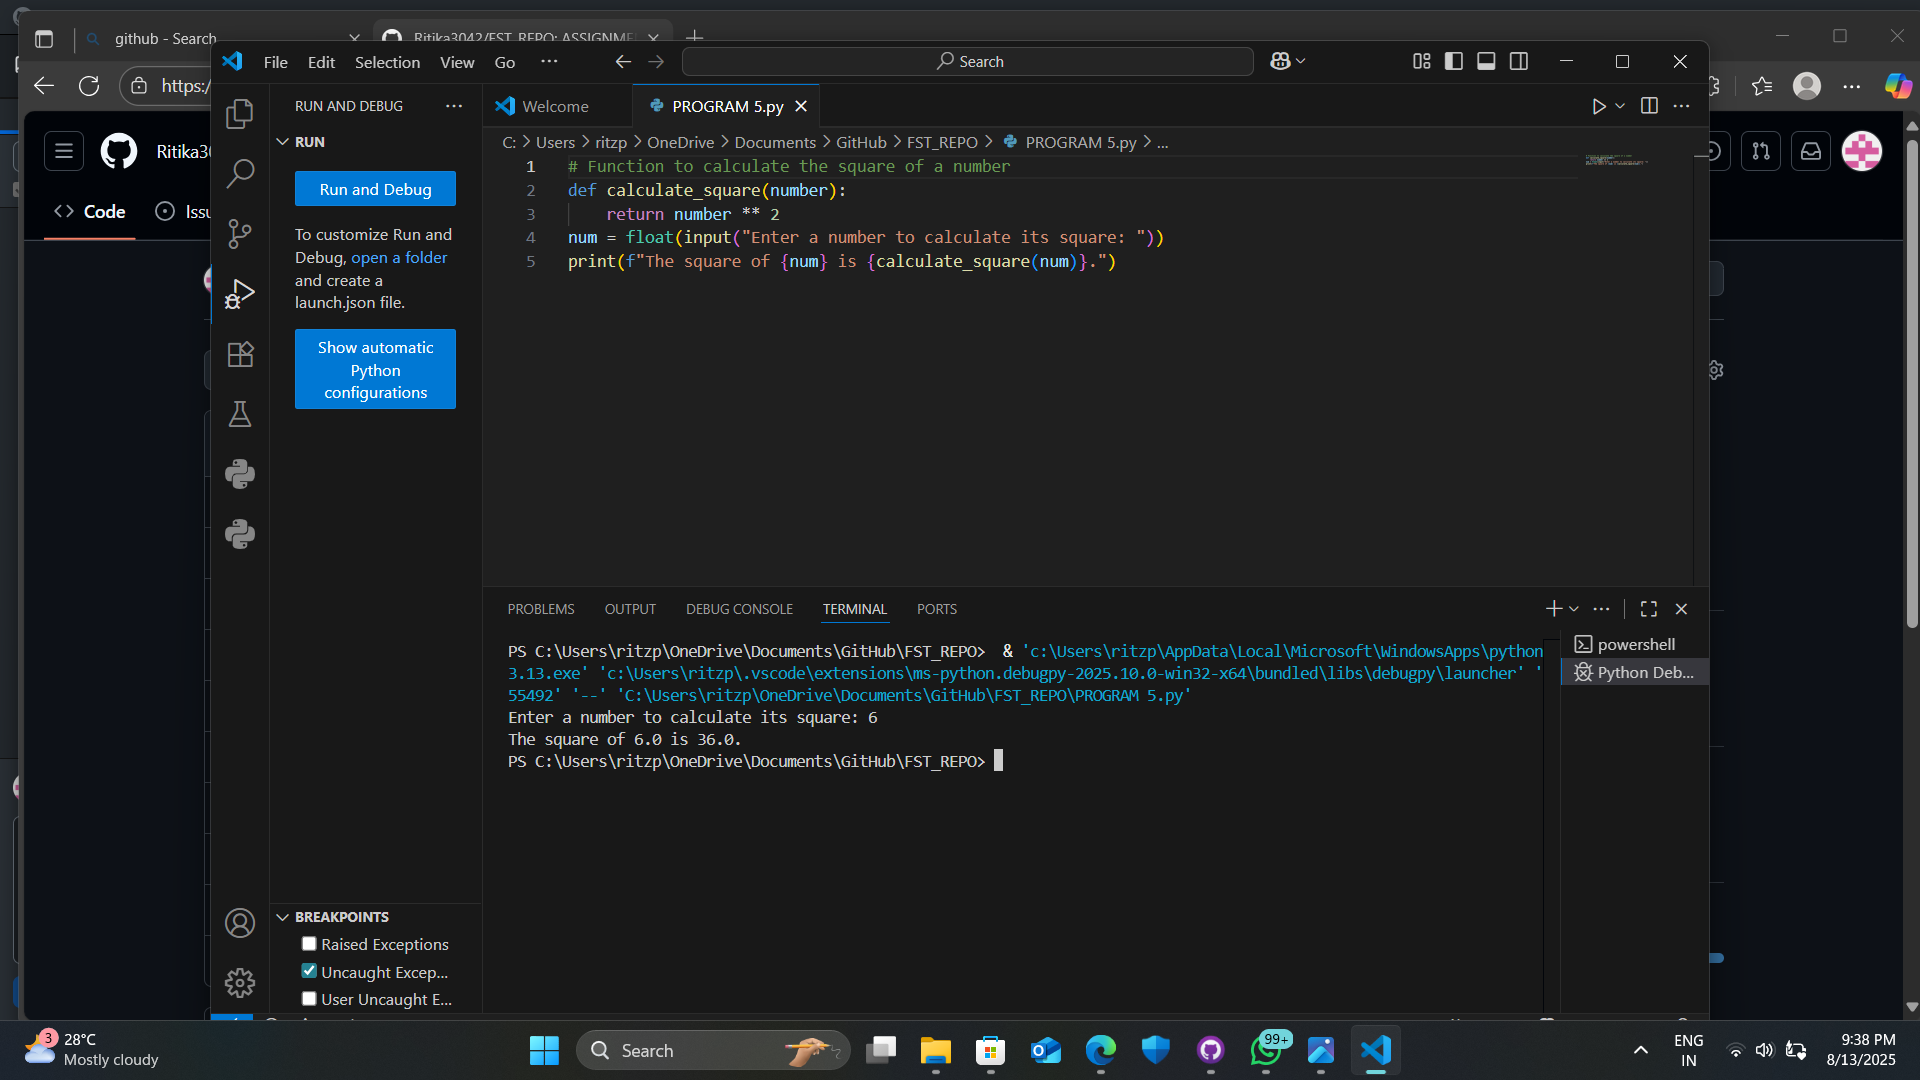 github - Search
Ritika3042/FST_REPO: ASSIGNME
https:/
Ritika30
Code
Issu
File Edit Selection View Go ··· Search
RUN AND DEBUG
Welcome
PROGRAM 5.py
RUN
Run and Debug
To customize Run and
Debug, open a folder
and create a
launch.json file.
Show automatic
Python
configurations
C: > Users > ritzp > OneDrive > Documents > GitHub > FST_REPO > PROGRAM 5.py > ...
1 # Function to calculate the square of a number
2 def calculate_square(number):
3     return number ** 2
4 num = float(input("Enter a number to calculate its square: "))
5 print(f"The square of {num} is {calculate_square(num)}.")
PROBLEMS OUTPUT DEBUG CONSOLE TERMINAL PORTS
PS C:\Users\ritzp\OneDrive\Documents\GitHub\FST_REPO>  & 'c:\Users\ritzp\AppData\Local\Microsoft\WindowsApps\python
3.13.exe' 'c:\Users\ritzp\.vscode\extensions\ms-python.debugpy-2025.10.0-win32-x64\bundled\libs\debugpy\launcher' '
55492' '--' 'C:\Users\ritzp\OneDrive\Documents\GitHub\FST_REPO\PROGRAM 5.py'
Enter a number to calculate its square: 6
The square of 6.0 is 36.0.
PS C:\Users\ritzp\OneDrive\Documents\GitHub\FST_REPO>
powershell
Python Deb...
BREAKPOINTS
Raised Exceptions
Uncaught Excep...
User Uncaught E...
3
28°C
Mostly cloudy
Search
99+
ENG
IN
9:38 PM
8/13/2025